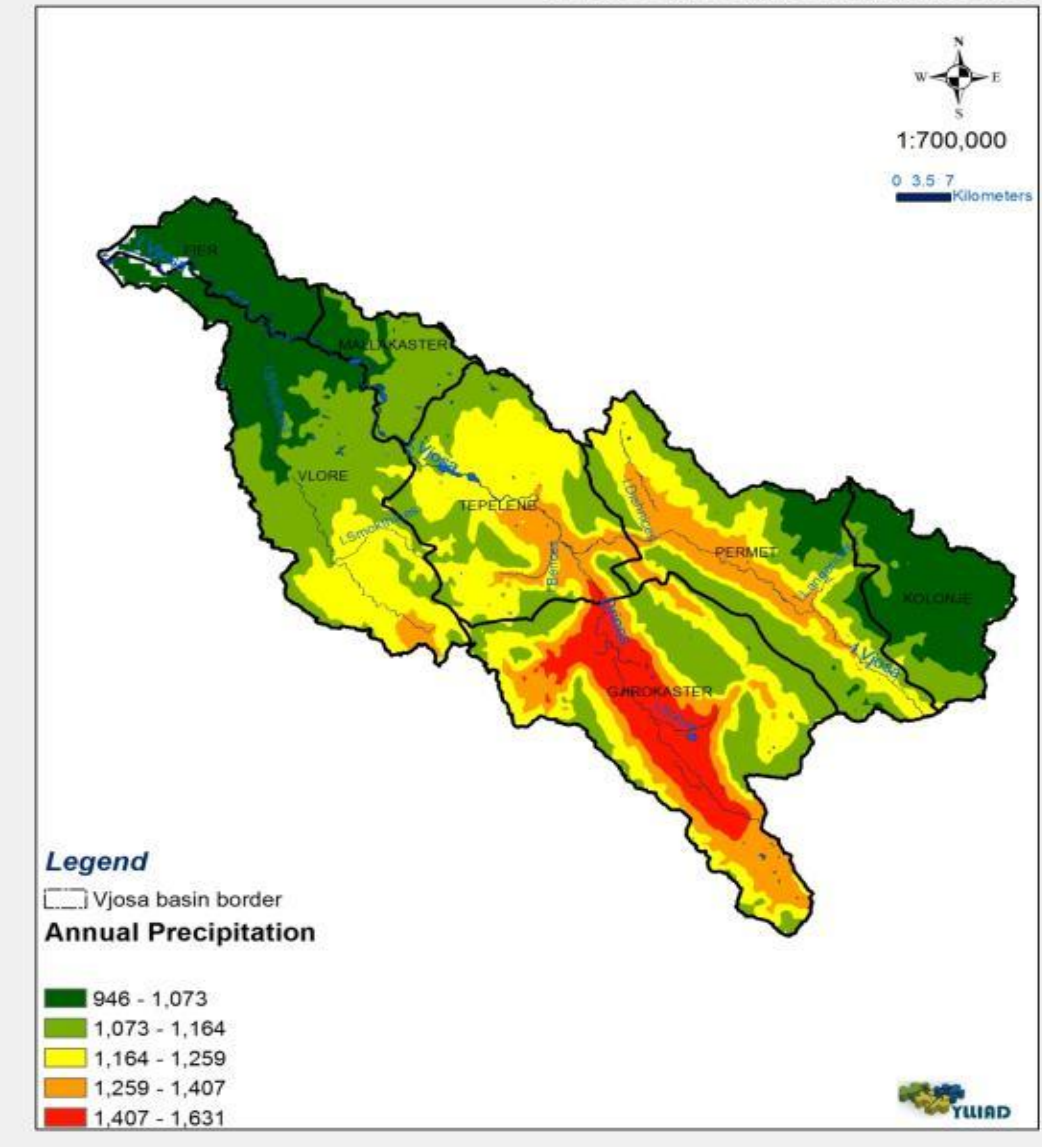 N
W E
S
1:700,000
0 3.5 7
Kilometers
FIER
MALLAKASTER
VLORE
Vjosa
TEPELENE
PERMET
KOLONJE
Vjosa
GJIROKASTER
Legend
Vjosa basin border
Annual Precipitation
946 - 1,073
1,073 - 1,164
1,164 - 1,259
1,259 - 1,407
1,407 - 1,631
YLLIAD